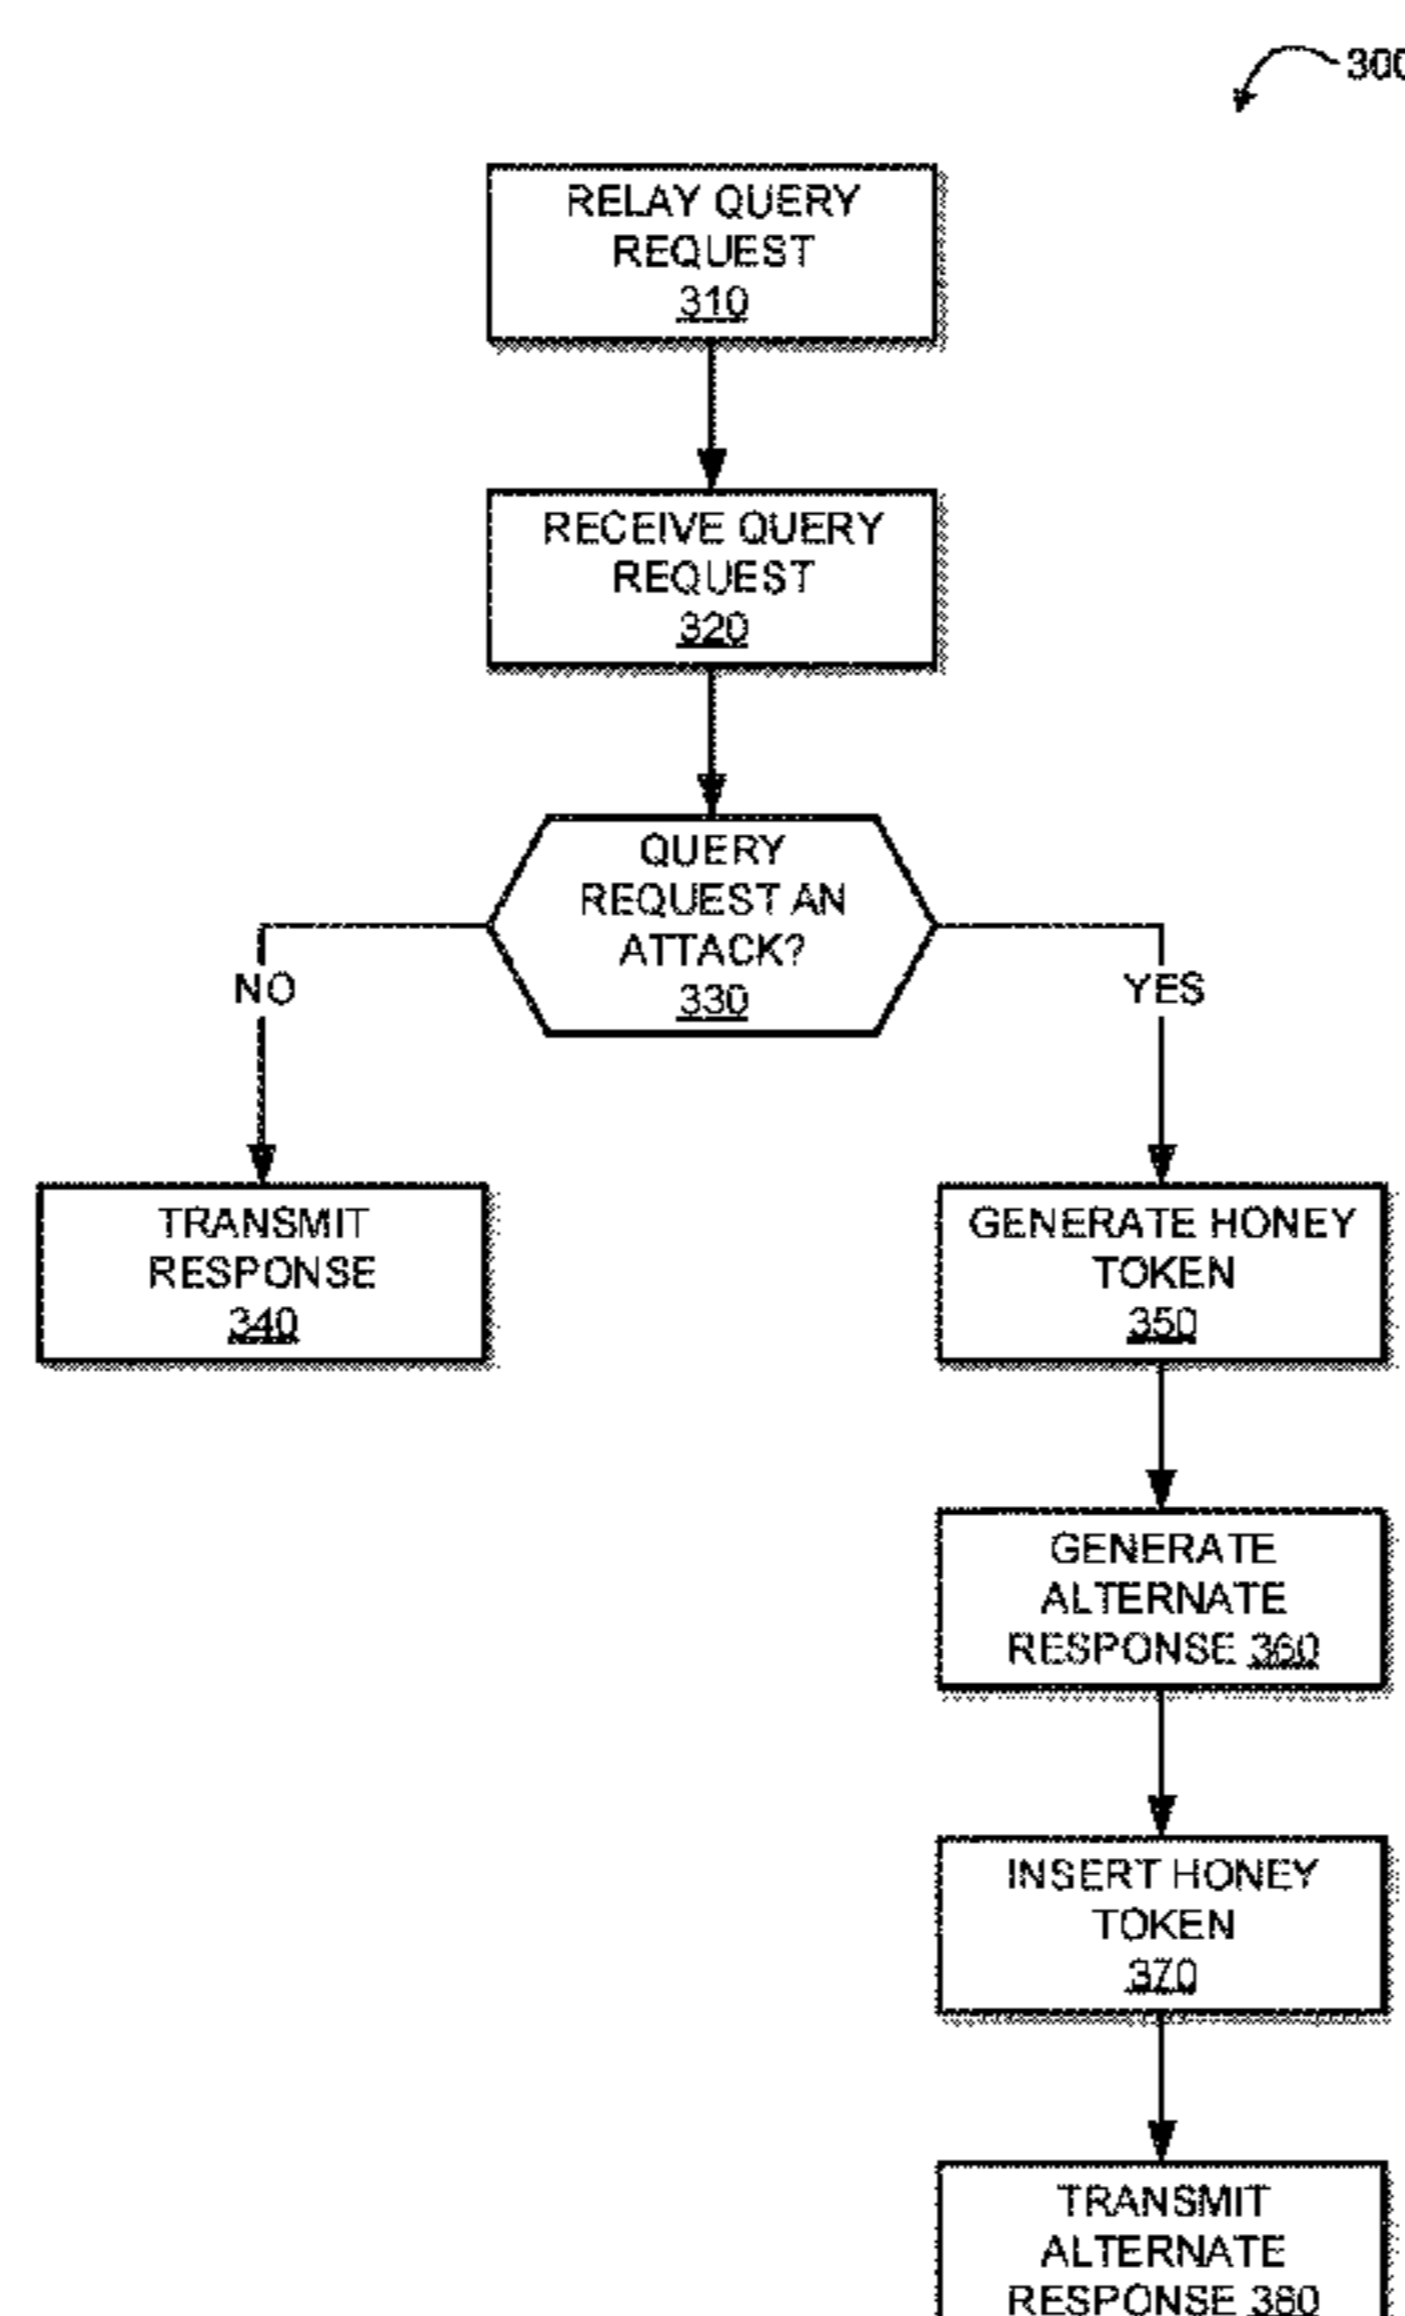 300
RELAY QUERY
REQUEST
310
RECEIVE QUERY
REQUEST
320
QUERY
REQUEST AN
ATTACK?
330
NO
YES
TRANSMIT
RESPONSE
340
GENERATE HONEY
TOKEN
350
GENERATE
ALTERNATE
RESPONSE 360
INSERT HONEY
TOKEN
370
TRANSMIT
ALTERNATE
RESPONSE 380